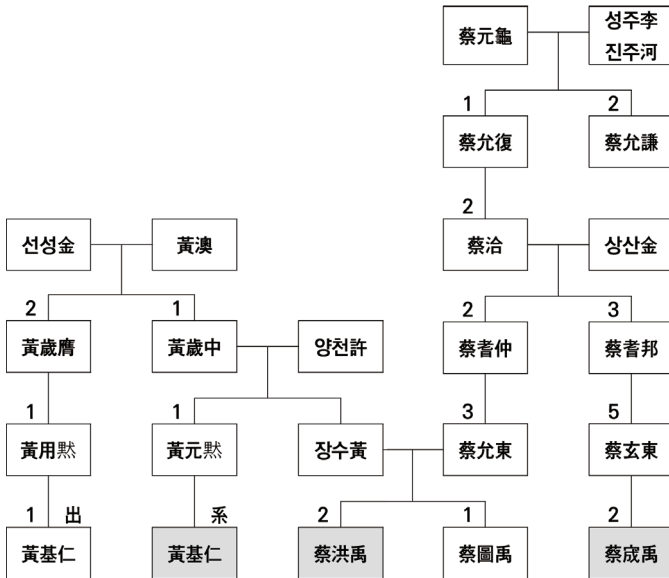 蔡元龜
성주李
진주河
1
2
蔡允復
蔡允謙
2
선성金
黃澳
蔡洽
상산金
2
1
2
3
黃歲膺
黃歲中
양천許
蔡耆仲
蔡耆邦
1
1
3
5
黃用黙
黃元黙
장수黃
蔡允東
蔡玄東
1 出
系
2
1
2
黃基仁
黃基仁
蔡洪禹
蔡圖禹
蔡宬禹